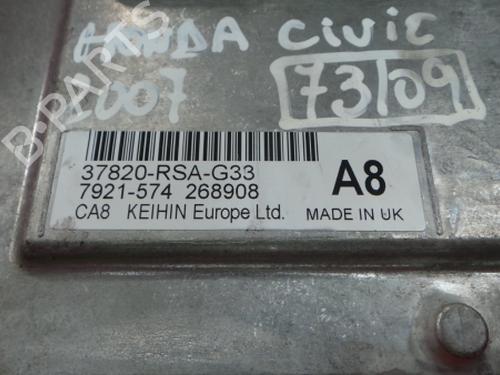 HONDA CIVIC
2007 73/09
B-PARTS
37820-RSA-G33
7921-574 268908
A8
CA8 KEIHIN Europe Ltd. MADE IN UK